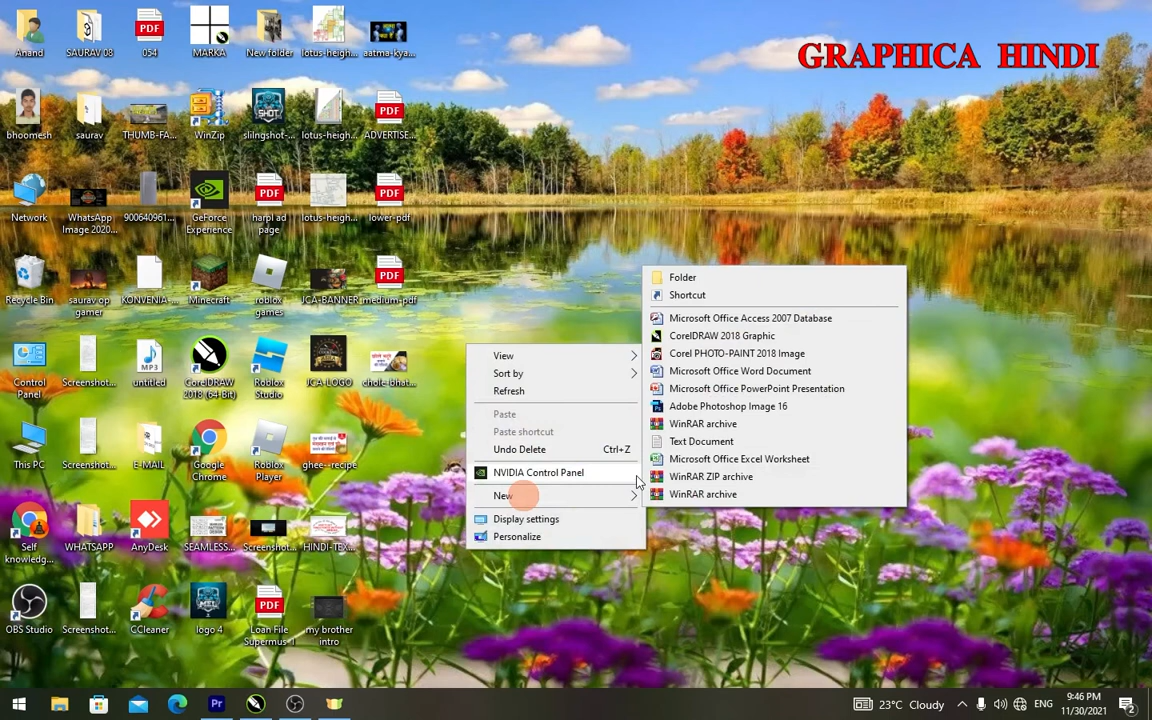 GRAPHICA HINDI
Anand
SAURAV 08
054
MARKA
New folder
lotus-heigh...
aatma-kya...
bhoomesh
saurav
THUMB-FA...
WinZip
slilngshot-...
lotus-heigh...
ADVERTISE...
Network
WhatsApp
Image 2020...
900640961...
GeForce
Experience
harpl ad
page
lotus-heigh...
lower-pdf
Recycle Bin
saurav op
gamer
KONVENIA-...
Minecraft
roblox
games
JCA-BANNER
medium-pdf
Control
Panel
Screenshot...
untitled
CorelDRAW
2018 (64-Bit)
Roblox
Studio
JCA-LOGO
chole-bhat...
This PC
Screenshot...
E-MAIL
Google
Chrome
Roblox
Player
ghee--recipe
Self
knowledg...
WHATSAPP
AnyDesk
SEAMLESS...
Screenshot...
HINDI-TEX...
OBS Studio
Screenshot...
CCleaner
logo 4
Loan File
Supermus-1
my brother
intro
View
Sort by
Refresh
Paste
Paste shortcut
Undo Delete Ctrl+Z
NVIDIA Control Panel
New
Display settings
Personalize
Folder
Shortcut
Microsoft Office Access 2007 Database
CorelDRAW 2018 Graphic
Corel PHOTO-PAINT 2018 Image
Microsoft Office Word Document
Microsoft Office PowerPoint Presentation
Adobe Photoshop Image 16
WinRAR archive
Text Document
Microsoft Office Excel Worksheet
WinRAR ZIP archive
WinRAR archive
23°C Cloudy
ENG
9:46 PM
11/30/2021